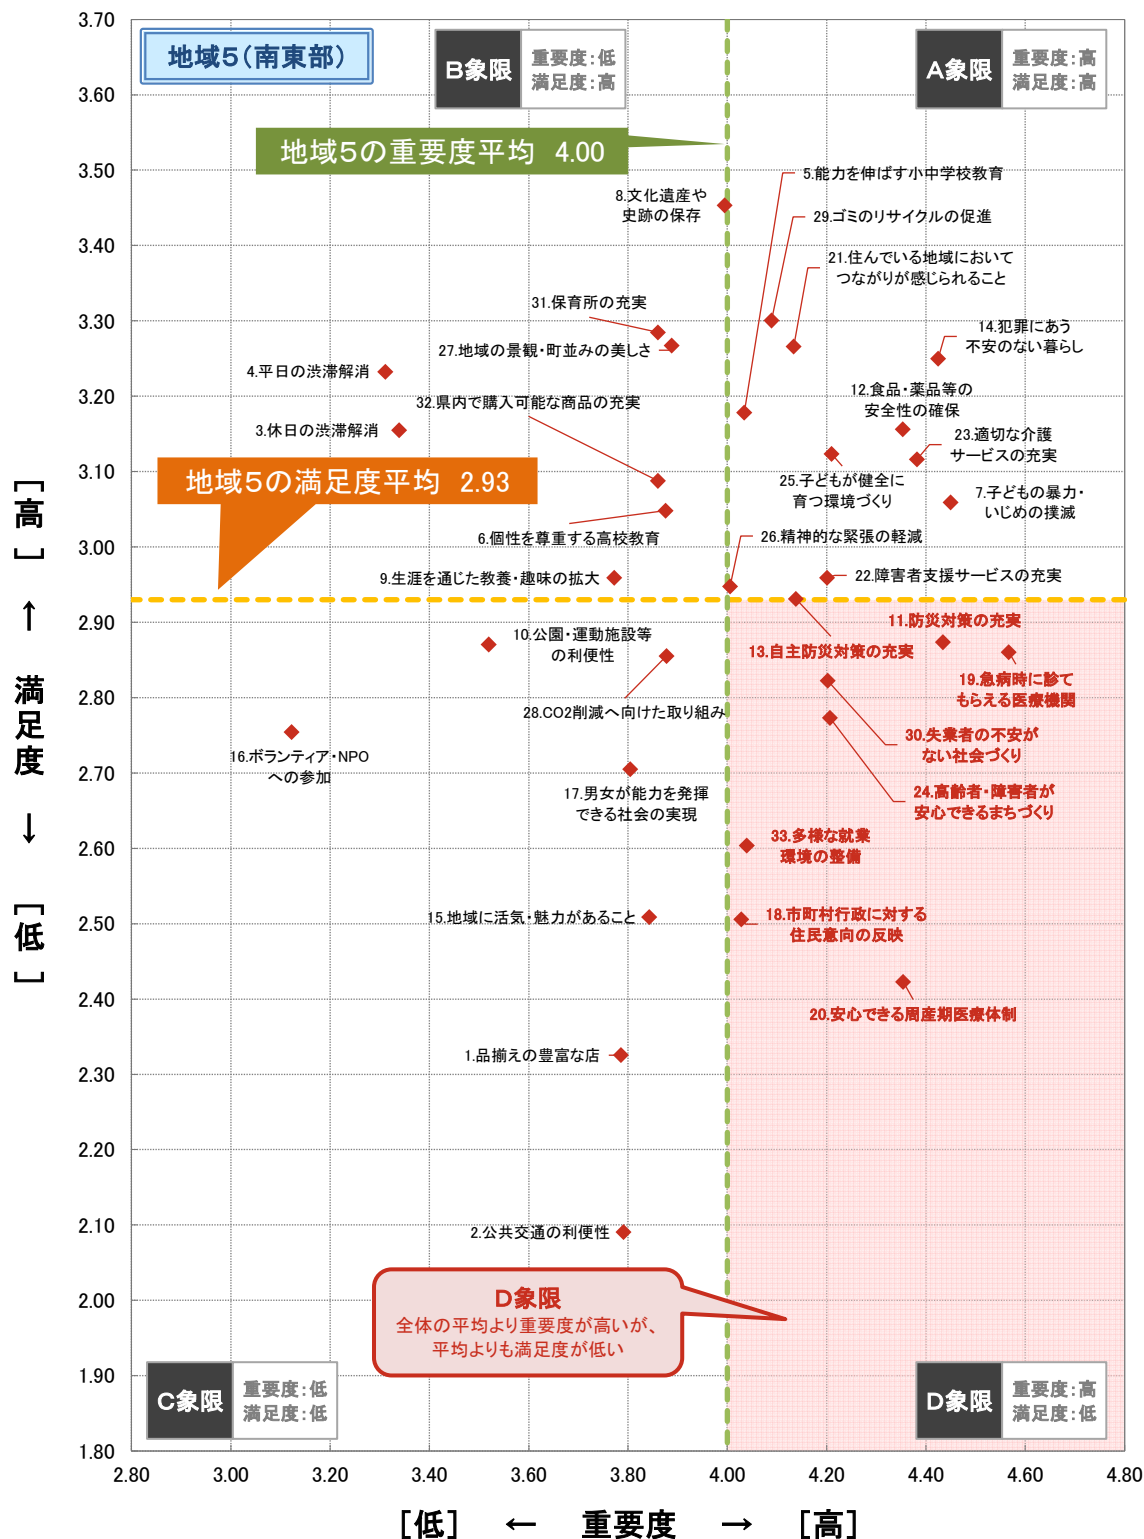 地域5（南東部）
B象限
重要度：低
満足度：高
A象限
重要度：高
満足度：高
地域5の重要度平均 4.00
5.能力を伸ばす小中学校教育
8.文化遺産や
史跡の保存
29.ゴミのリサイクルの促進
21.住んでいる地域において
つながりが感じられること
31.保育所の充実
27.地域の景観・町並みの美しさ
14.犯罪にあう
不安のない暮らし
4.平日の渋滞解消
32.県内で購入可能な商品の充実
12.食品・薬品等の
安全性の確保
3.休日の渋滞解消
23.適切な介護
サービスの充実
地域5の満足度平均 2.93
25.子どもが健全に
育つ環境づくり
7.子どもの暴力・
いじめの撲滅
6.個性を尊重する高校教育
26.精神的な緊張の軽減
9.生涯を通じた教養・趣味の拡大
22.障害者支援サービスの充実
11.防災対策の充実
10.公園・運動施設等
の利便性
13.自主防災対策の充実
19.急病時に診て
もらえる医療機関
28.CO2削減へ向けた取り組み
30.失業者の不安が
ない社会づくり
16.ボランティア・NPO
への参加
17.男女が能力を発揮
できる社会の実現
24.高齢者・障害者が
安心できるまちづくり
33.多様な就業
環境の整備
15.地域に活気・魅力があること
18.市町村行政に対する
住民意向の反映
20.安心できる周産期医療体制
1.品揃えの豊富な店
2.公共交通の利便性
D象限
全体の平均より重要度が高いが、
平均よりも満足度が低い
C象限
重要度：低
満足度：低
D象限
重要度：高
満足度：低
3.70
3.60
3.50
3.40
3.30
3.20
3.10
3.00
2.90
2.80
2.70
2.60
2.50
2.40
2.30
2.20
2.10
2.00
1.90
1.80
2.80 3.00 3.20 3.40 3.60 3.80 4.00 4.20 4.40 4.60 4.80
［高］ ↑ 満足度 ↓ ［低］
［低］ ← 重要度 → ［高］